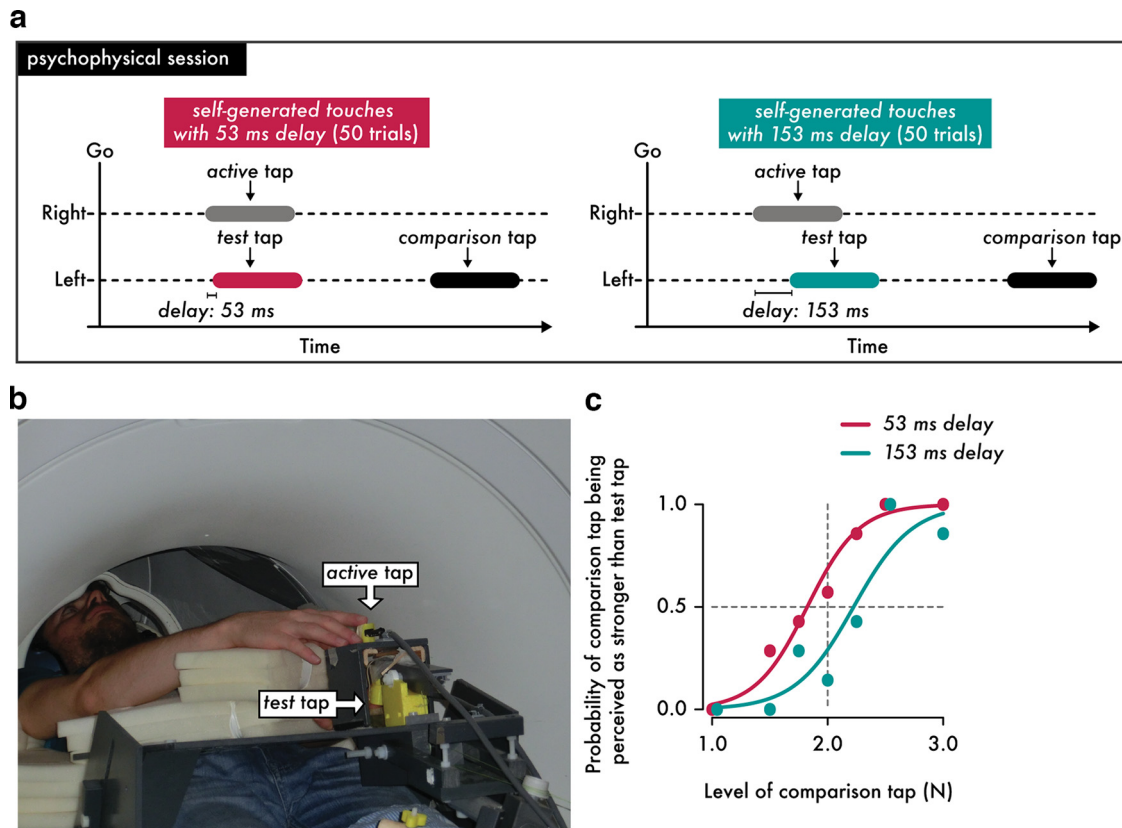 a
psychophysical session
self-generated touches
with 53 ms delay (50 trials)
Go
active tap
Right
test tap
comparison tap
Left
delay: 53 ms
Time
self-generated touches
with 153 ms delay (50 trials)
Go
active tap
Right
test tap
comparison tap
Left
delay: 153 ms
Time
b
active tap
test tap
c
53 ms delay
153 ms delay
Probability of comparison tap being
perceived as stronger than test tap
1.0
0.5
0.0
1.0 2.0 3.0
Level of comparison tap (N)